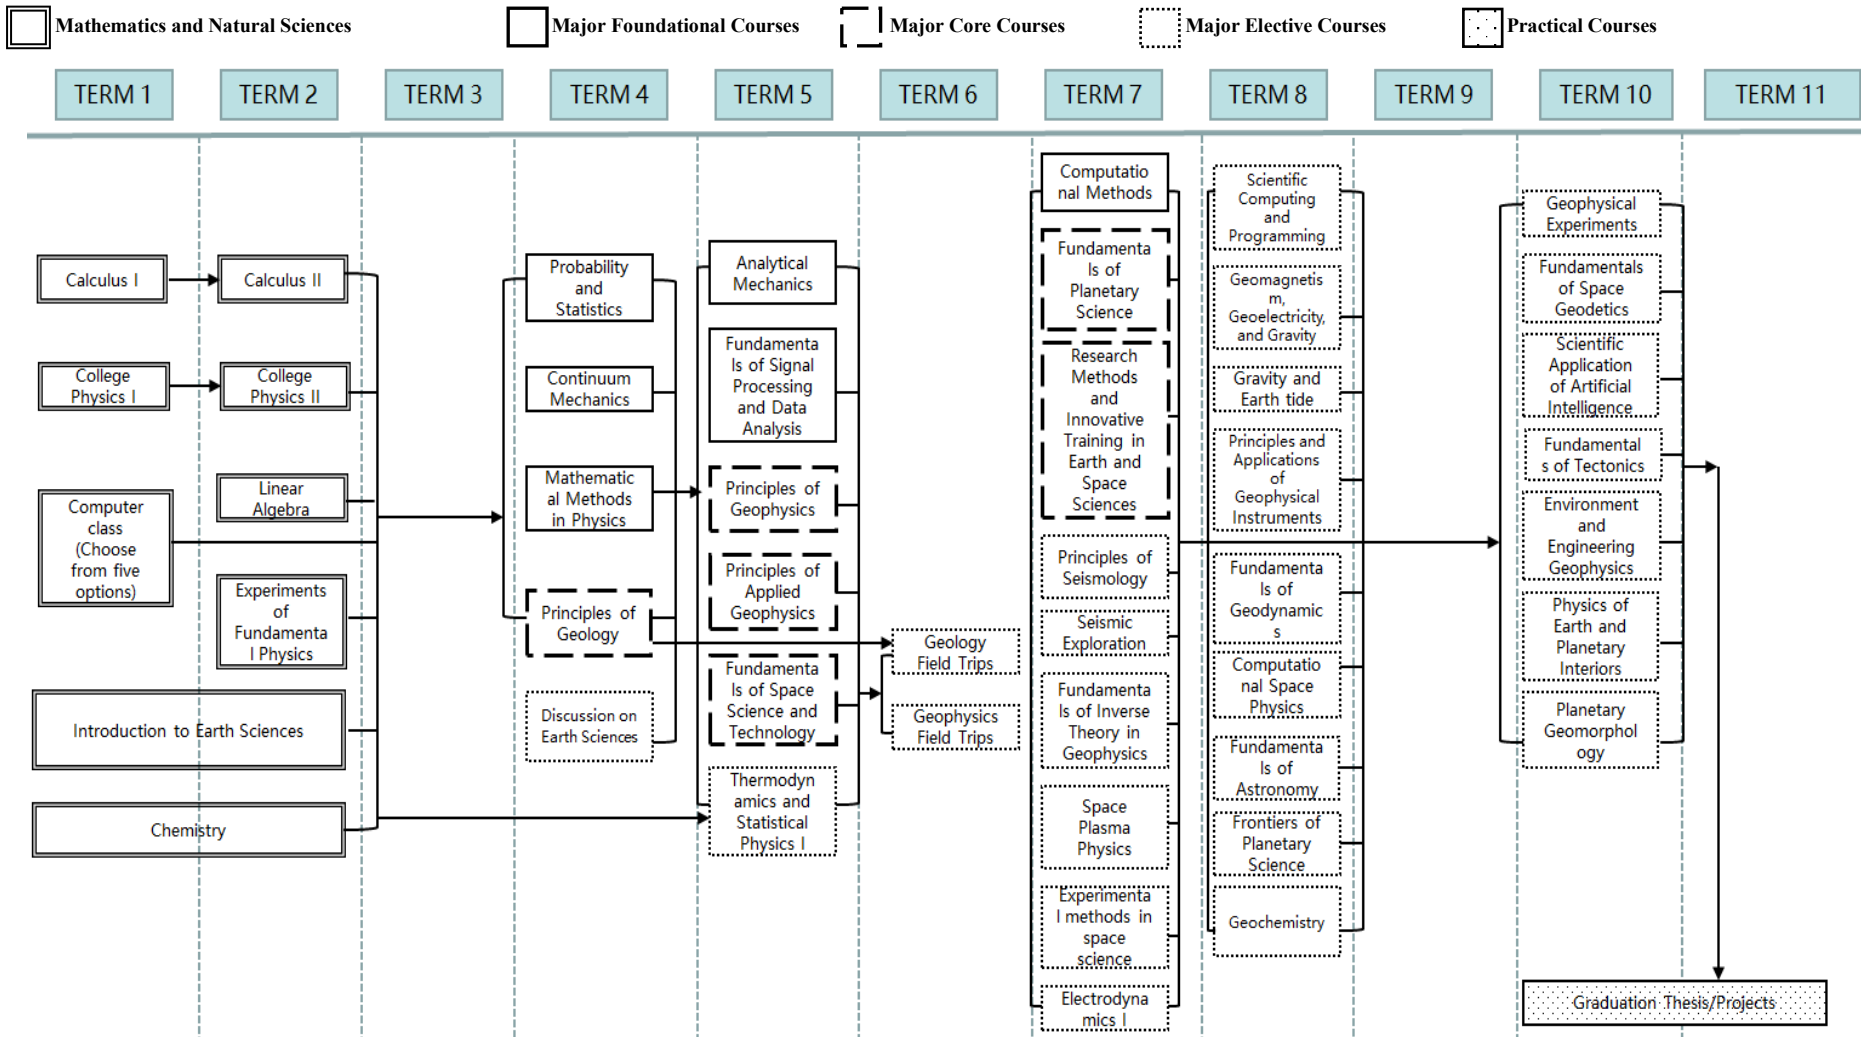 Mathematics and Natural Sciences
Major Foundational Courses
Major Core Courses
Major Elective Courses
Practical Courses
TERM 1
TERM 2
TERM 3
TERM 4
TERM 5
TERM 6
TERM 7
TERM 8
TERM 9
TERM 10
TERM 11
Calculus I
College
Physics I
Computer
class
(Choose
from five
options)
Introduction to Earth Sciences
Chemistry
Calculus II
College
Physics II
Linear
Algebra
Experiments
of
Fundamenta
l Physics
Probability
and
Statistics
Continuum
Mechanics
Mathematic
al Methods
in Physics
Principles of
Geology
Discussion on
Earth Sciences
Analytical
Mechanics
Fundamenta
ls of Signal
Processing
and Data
Analysis
Principles of
Geophysics
Principles of
Applied
Geophysics
Fundamenta
ls of Space
Science and
Technology
Thermodyn
amics and
Statistical
Physics I
Geology
Field Trips
Geophysics
Field Trips
Computatio
nal Methods
Fundamenta
ls of
Planetary
Science
Research
Methods
and
Innovative
Training in
Earth and
Space
Sciences
Principles of
Seismology
Seismic
Exploration
Fundamenta
ls of Inverse
Theory in
Geophysics
Space
Plasma
Physics
Experimenta
l methods in
space
science
Electrodyna
mics I
Scientific
Computing
and
Programming
Geomagnetis
m,
Geoelectricity,
and Gravity
Gravity and
Earth tide
Principles and
Applications
of
Geophysical
Instruments
Fundamenta
ls of
Geodynamic
s
Computatio
nal Space
Physics
Fundamenta
ls of
Astronomy
Frontiers of
Planetary
Science
Geochemistry
Geophysical
Experiments
Fundamentals
of Space
Geodetics
Scientific
Application
of Artificial
Intelligence
Fundamental
s of Tectonics
Environment
and
Engineering
Geophysics
Physics of
Earth and
Planetary
Interiors
Planetary
Geomorphol
ogy
Graduation Thesis/Projects